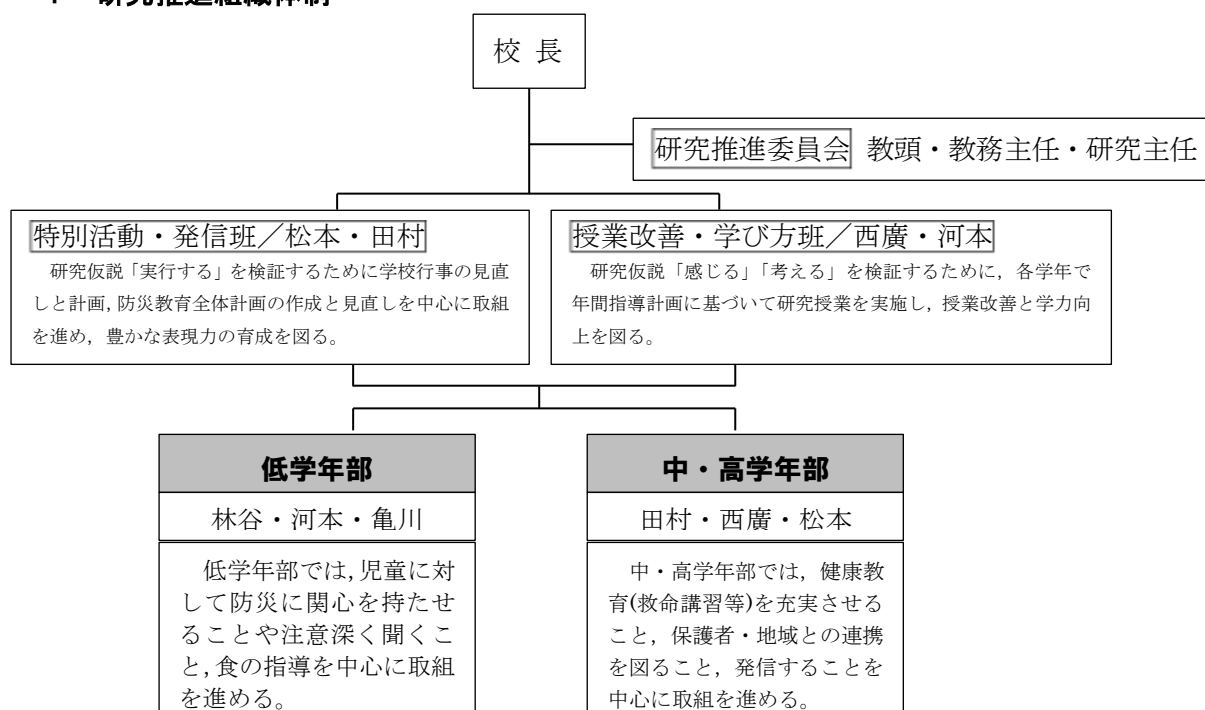 研究推進組織体制
校 長
研究推進委員会 教頭・教務主任・研究主任
特別活動・発信班／松本・田村
研究仮説「実行する」を検証するために学校行事の見直
しと計画，防災教育全体計画の作成と見直しを中心に取組
を進め，豊かな表現力の育成を図る。
授業改善・学び方班／西廣・河本
研究仮説「感じる」「考える」を検証するために，各学年で
年間指導計画に基づいて研究授業を実施し，授業改善と学力向
上を図る。
低学年部
林谷・河本・亀川
低学年部では，児童に対
して防災に関心を持たせ
ることや注意深く聞くこ
と，食の指導を中心に取組
を進める。
中・高学年部
田村・西廣・松本
中・高学年部では，健康教
育(救命講習等)を充実させる
こと，保護者・地域との連携
を図ること，発信することを
中心に取組を進める。